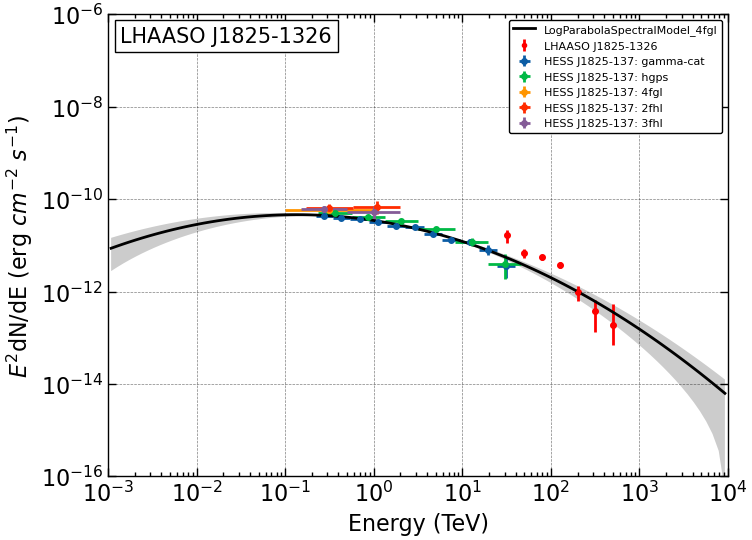 LHAASO J1825-1326
LogParabolaSpectralModel_4fgl
LHAASO J1825-1326
HESS J1825-137: gamma-cat
HESS J1825-137: hgps
HESS J1825-137: 4fgl
HESS J1825-137: 2fhl
HESS J1825-137: 3fhl
E²dN/dE (erg cm⁻² s⁻¹)
10⁻⁶
10⁻⁸
10⁻¹⁰
10⁻¹²
10⁻¹⁴
10⁻¹⁶
10⁻³ 10⁻² 10⁻¹ 10⁰ 10¹ 10² 10³ 10⁴
Energy (TeV)